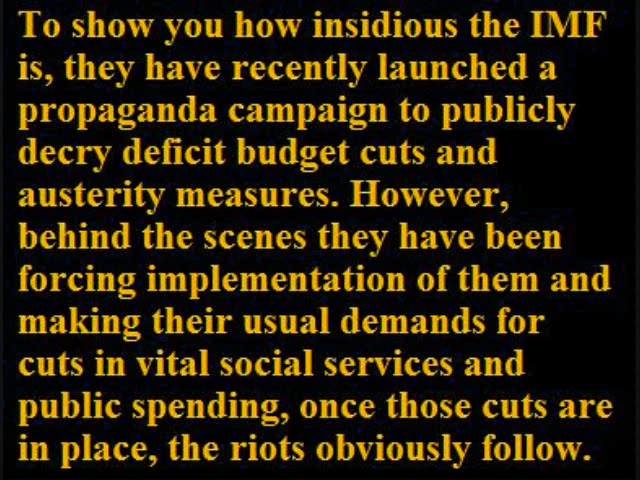 To show you how insidious the IMF
is, they have recently launched a
propaganda campaign to publicly
decry deficit budget cuts and
austerity measures. However,
behind the scenes they have been
forcing implementation of them and
making their usual demands for
cuts in vital social services and
public spending, once those cuts are
in place, the riots obviously follow.